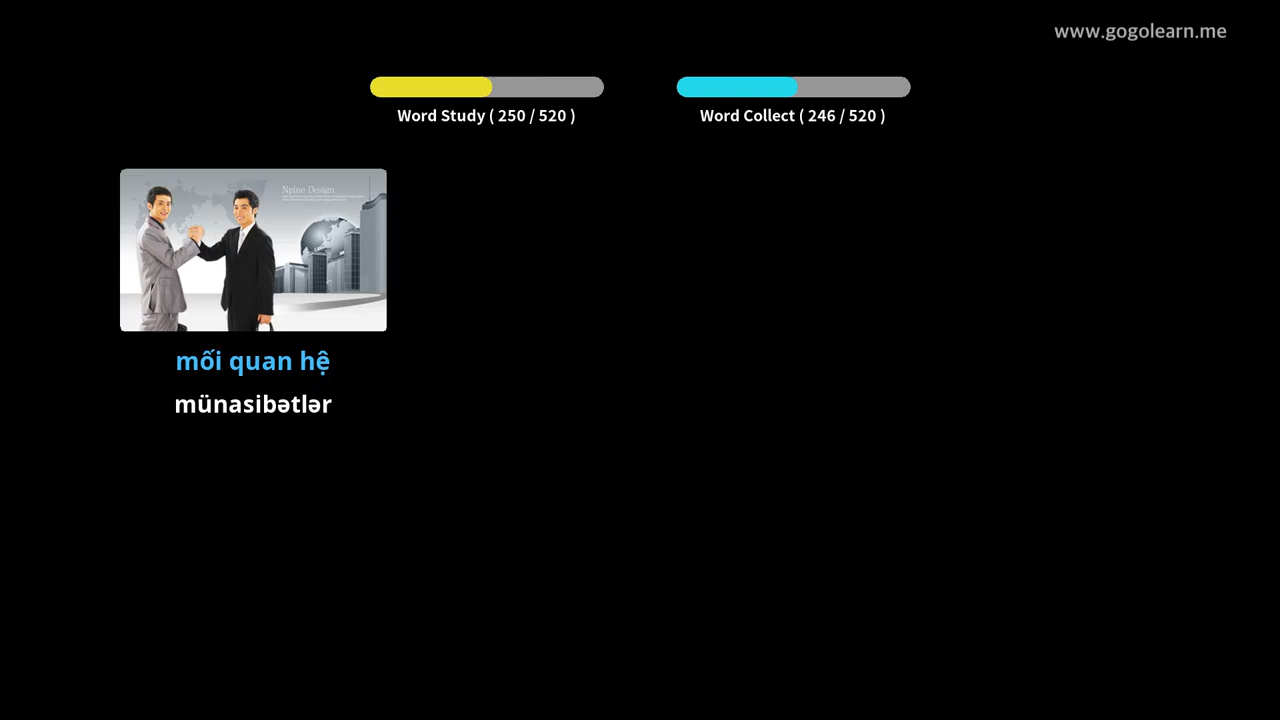 www.gogolearn.me
Word Study ( 250 / 520 )
Word Collect ( 246 / 520 )
Npine Design
mối quan hệ
münasibətlər